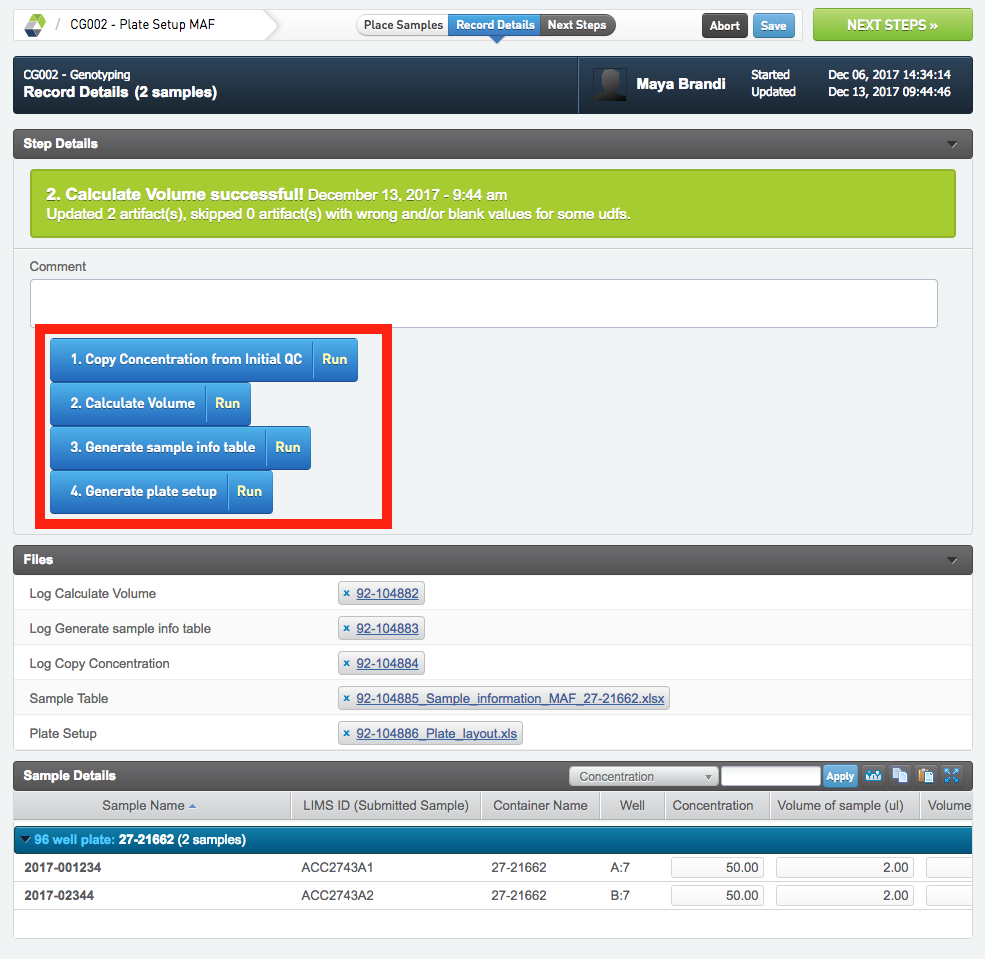 / CG002 - Plate Setup MAF
Place Samples Record Details Next Steps
Abort Save
NEXT STEPS »
CG002 - Genotyping
Record Details (2 samples)
Maya Brandi
Started Dec 06, 2017 14:34:14
Updated Dec 13, 2017 09:44:46
Step Details
2. Calculate Volume successful! December 13, 2017 - 9:44 am
Updated 2 artifact(s), skipped 0 artifact(s) with wrong and/or blank values for some udfs.
Comment
1. Copy Concentration from Initial QC Run
2. Calculate Volume Run
3. Generate sample info table Run
4. Generate plate setup Run
Files
Log Calculate Volume × 92-104882
Log Generate sample info table × 92-104883
Log Copy Concentration × 92-104884
Sample Table × 92-104885_Sample_information_MAF_27-21662.xlsx
Plate Setup × 92-104886_Plate_layout.xls
Sample Details Concentration Apply
Sample Name LIMS ID (Submitted Sample) Container Name Well Concentration Volume of sample (ul) Volume
96 well plate: 27-21662 (2 samples)
2017-001234 ACC2743A1 27-21662 A:7 50.00 2.00
2017-02344 ACC2743A2 27-21662 B:7 50.00 2.00